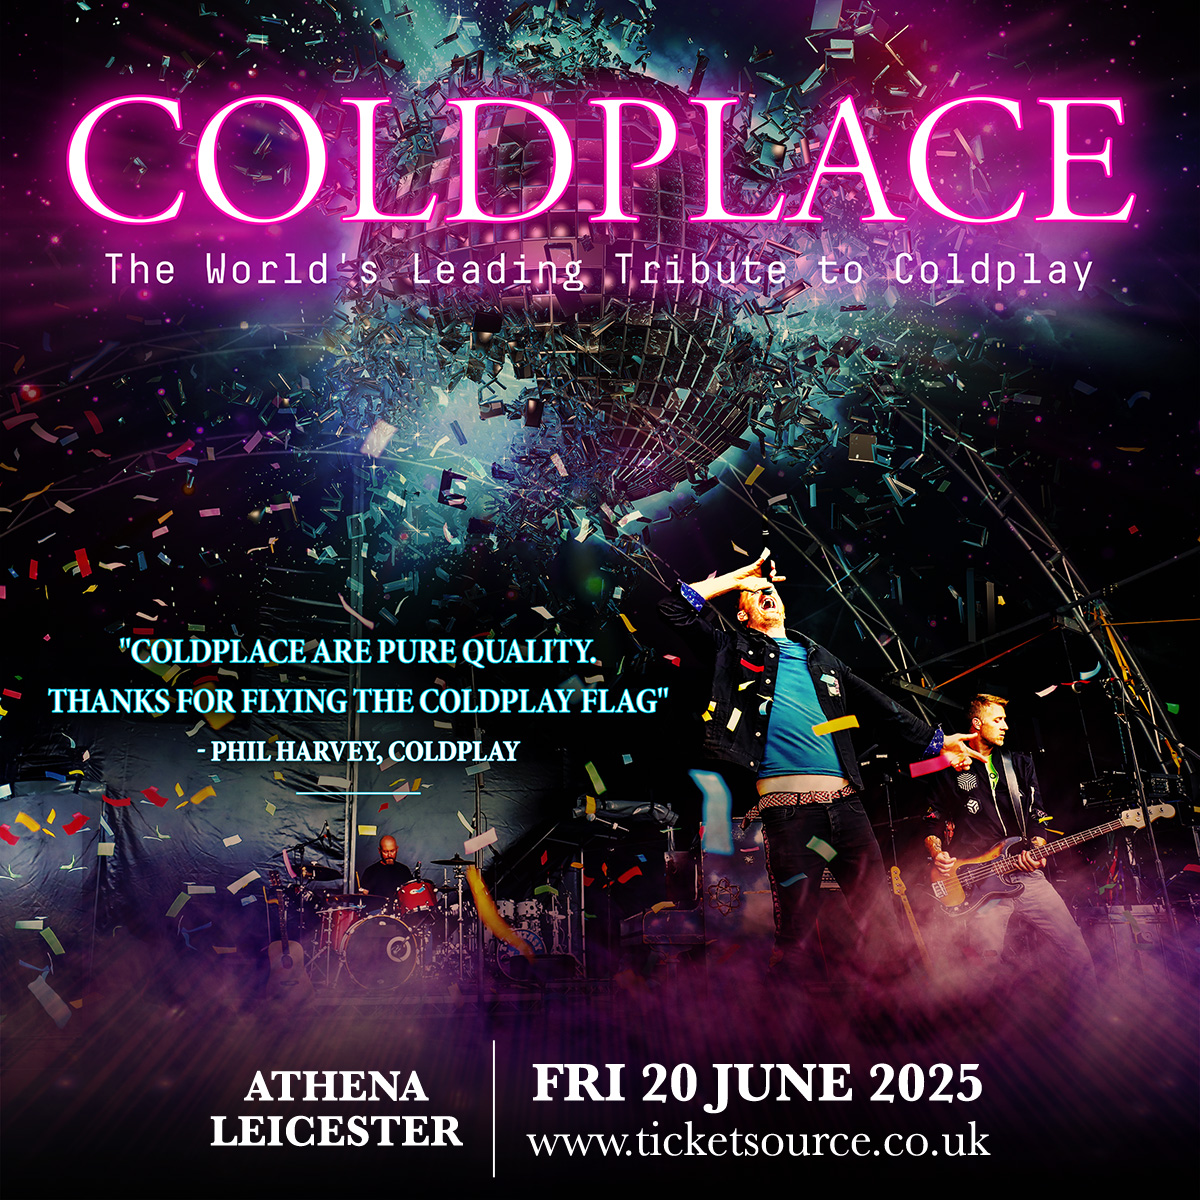 COLDPLACE
The World's Leading Tribute to Coldplay
"COLDPLACE ARE PURE QUALITY.
THANKS FOR FLYING THE COLDPLAY FLAG"
- PHIL HARVEY, COLDPLAY
ATHENA
LEICESTER
FRI 20 JUNE 2025
www.ticketsource.co.uk